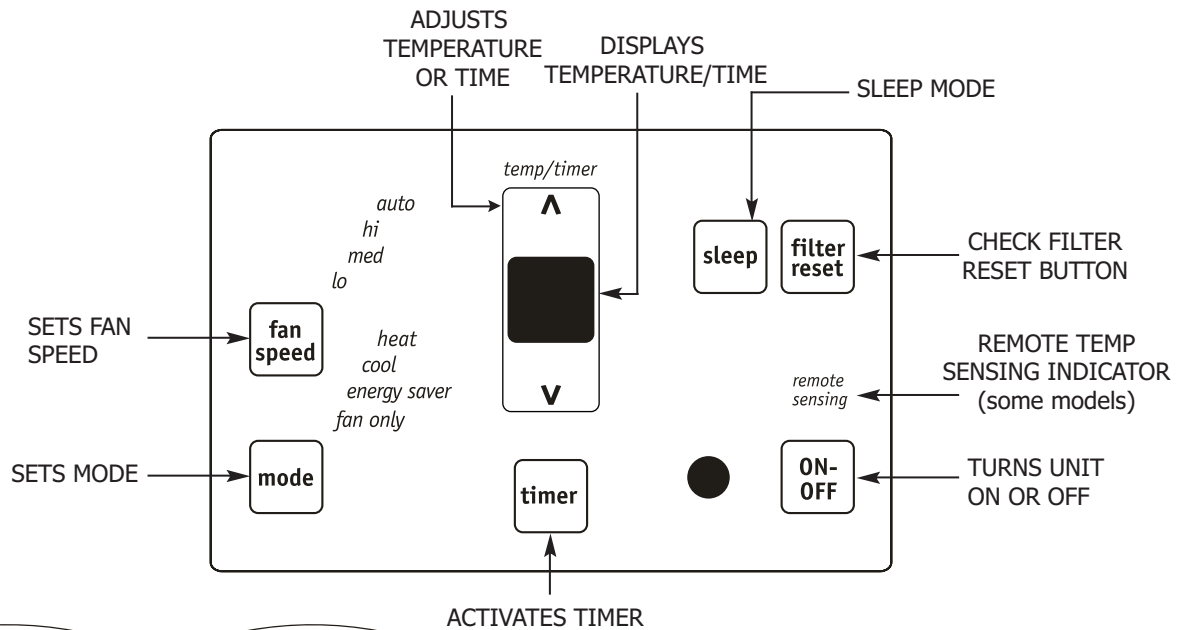 ADJUSTS
TEMPERATURE
OR TIME
DISPLAYS
TEMPERATURE/TIME
SLEEP MODE
temp/timer
^
auto
hi
med
lo
sleep
filter
reset
CHECK FILTER
RESET BUTTON
SETS FAN
SPEED
fan
speed
heat
cool
energy saver
fan only
v
remote
sensing
REMOTE TEMP
SENSING INDICATOR
(some models)
SETS MODE
mode
timer
ON-
OFF
TURNS UNIT
ON OR OFF
ACTIVATES TIMER